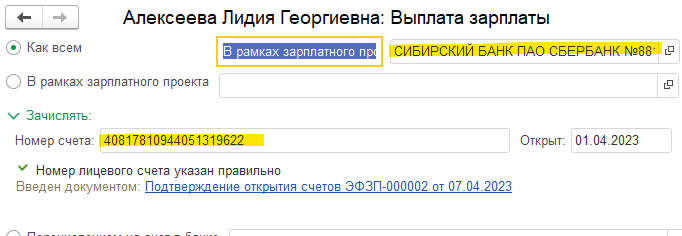 Алексеева Лидия Георгиевна: Выплата зарплаты
Как всем В рамках зарплатного про СИБИРСКИЙ БАНК ПАО СБЕРБАНК №88
В рамках зарплатного проекта
Зачислять:
Номер счета: 40817810944051319622 Открыт: 01.04.2023
Номер лицевого счета указан правильно
Введен документом: Подтверждение открытия счетов ЭФЗП-000002 от 07.04.2023